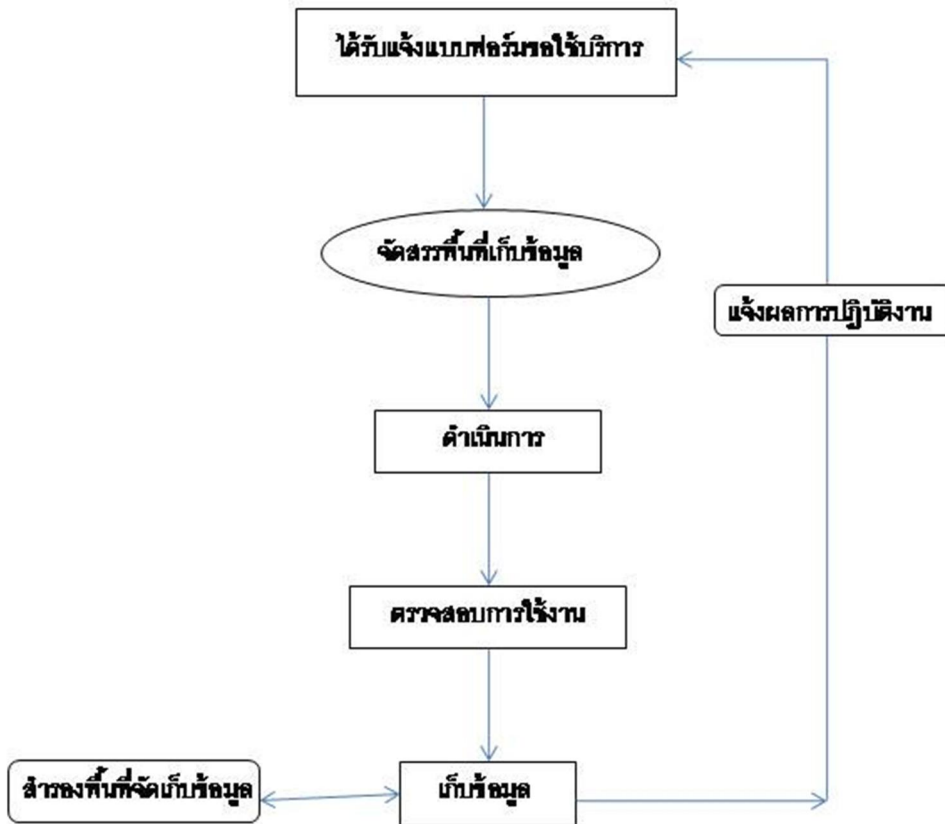 ได้รับแจ้งแบบฟอร์มขอใช้บริการ
จัดสรรพื้นที่เก็บข้อมูล
แจ้งผลการปฏิบัติงาน
ดำเนินการ
ตรวจสอบการใช้งาน
สำรองพื้นที่จัดเก็บข้อมูล
เก็บข้อมูล